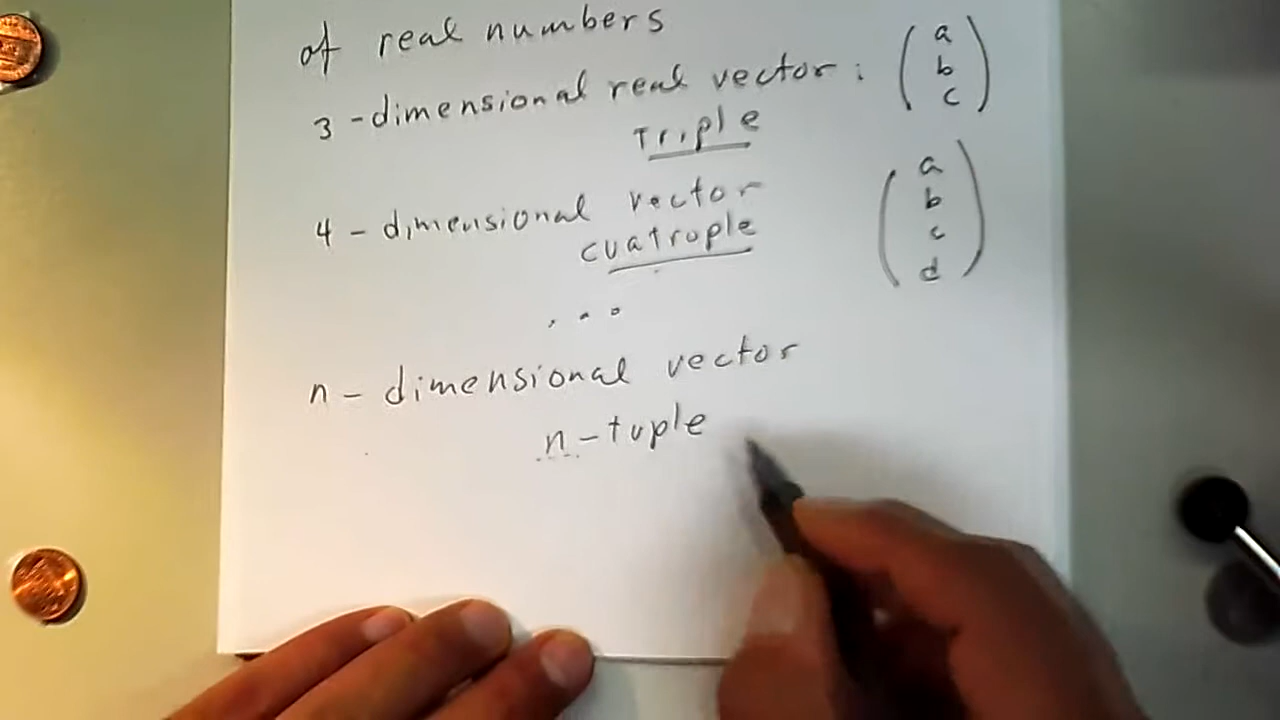 of real numbers
3-dimensional real vector: ( a b c )
Triple
4-dimensional vector ( a b c d )
cuatrople
...
n-dimensional vector
n-tuple